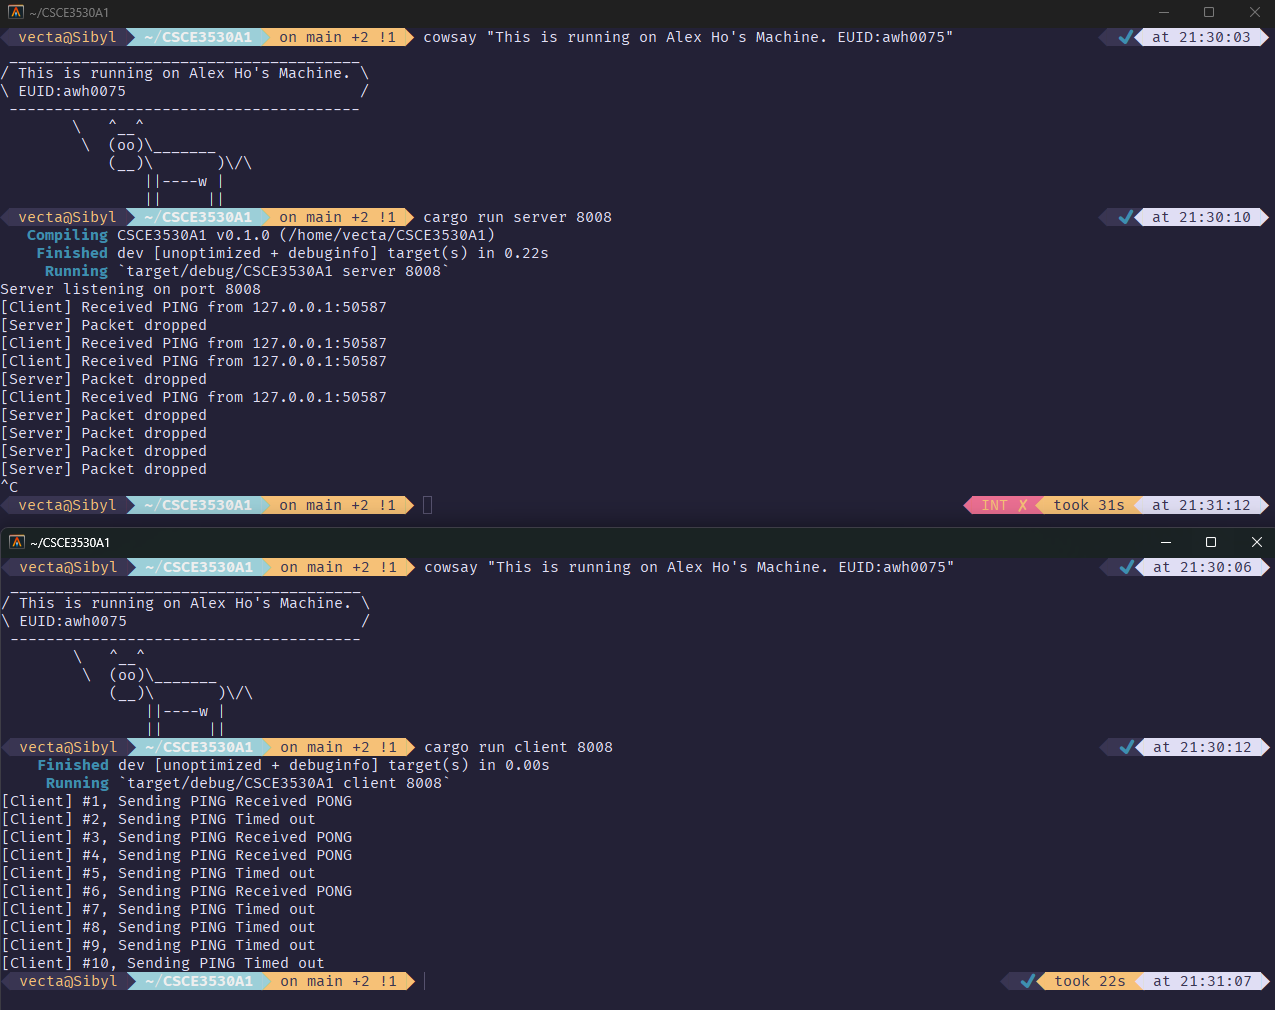 ~/CSCE3530A1
vecta@Sibyl ~/CSCE3530A1 on main +2 !1 cowsay "This is running on Alex Ho's Machine. EUID:awh0075" ✔ at 21:30:03
 _______________________________________
/ This is running on Alex Ho's Machine. \
\ EUID:awh0075                          /
 ---------------------------------------
        \   ^__^
         \  (oo)\_______
            (__)\       )\/\
                ||----w |
                ||     ||
vecta@Sibyl ~/CSCE3530A1 on main +2 !1 cargo run server 8008 ✔ at 21:30:10
   Compiling CSCE3530A1 v0.1.0 (/home/vecta/CSCE3530A1)
    Finished dev [unoptimized + debuginfo] target(s) in 0.22s
     Running `target/debug/CSCE3530A1 server 8008`
Server listening on port 8008
[Client] Received PING from 127.0.0.1:50587
[Server] Packet dropped
[Client] Received PING from 127.0.0.1:50587
[Client] Received PING from 127.0.0.1:50587
[Server] Packet dropped
[Client] Received PING from 127.0.0.1:50587
[Server] Packet dropped
[Server] Packet dropped
[Server] Packet dropped
[Server] Packet dropped
^C
vecta@Sibyl ~/CSCE3530A1 on main +2 !1 INT ✘ took 31s at 21:31:12
~/CSCE3530A1
vecta@Sibyl ~/CSCE3530A1 on main +2 !1 cowsay "This is running on Alex Ho's Machine. EUID:awh0075" ✔ at 21:30:06
 _______________________________________
/ This is running on Alex Ho's Machine. \
\ EUID:awh0075                          /
 ---------------------------------------
        \   ^__^
         \  (oo)\_______
            (__)\       )\/\
                ||----w |
                ||     ||
vecta@Sibyl ~/CSCE3530A1 on main +2 !1 cargo run client 8008 ✔ at 21:30:12
    Finished dev [unoptimized + debuginfo] target(s) in 0.00s
     Running `target/debug/CSCE3530A1 client 8008`
[Client] #1, Sending PING Received PONG
[Client] #2, Sending PING Timed out
[Client] #3, Sending PING Received PONG
[Client] #4, Sending PING Received PONG
[Client] #5, Sending PING Timed out
[Client] #6, Sending PING Received PONG
[Client] #7, Sending PING Timed out
[Client] #8, Sending PING Timed out
[Client] #9, Sending PING Timed out
[Client] #10, Sending PING Timed out
vecta@Sibyl ~/CSCE3530A1 on main +2 !1 ✔ took 22s at 21:31:07